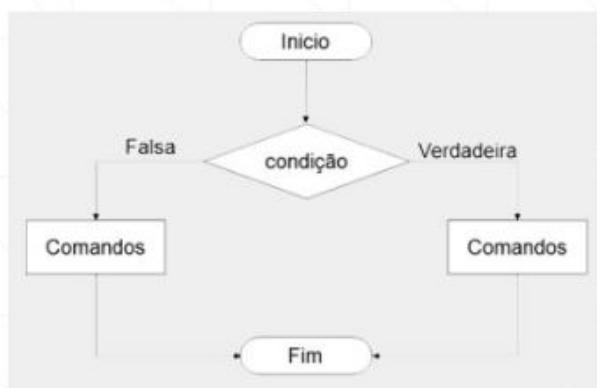 Inicio
Falsa
condição
Verdadeira
Comandos
Comandos
Fim